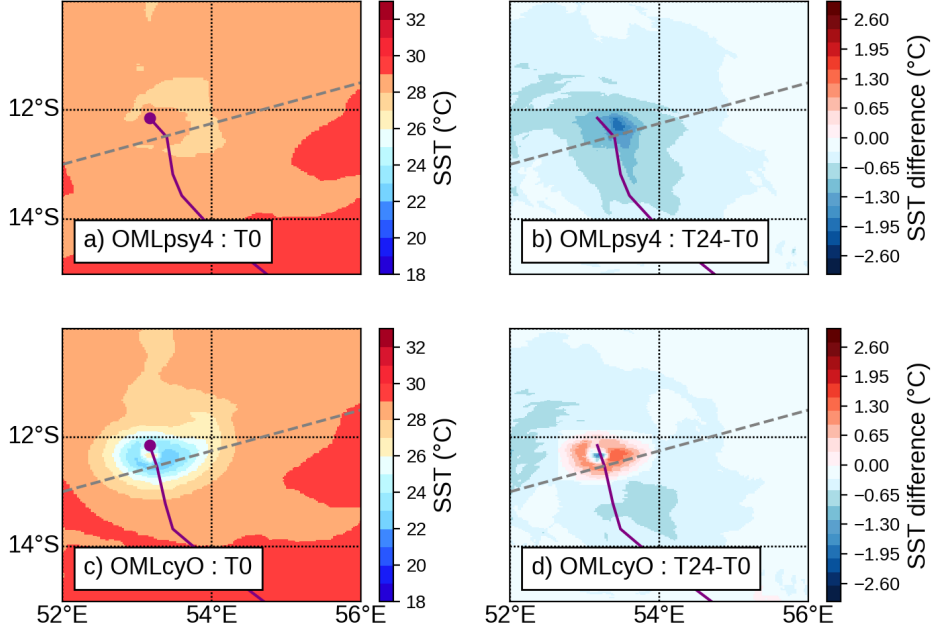 32
30
28
26
24
22
20
18
SST (°C)
12°S
14°S
a) OMLpsy4 : T0
2.60
1.95
1.30
0.65
0.00
−0.65
−1.30
−1.95
−2.60
SST difference (°C)
b) OMLpsy4 : T24-T0
32
30
28
26
24
22
20
18
SST (°C)
12°S
14°S
c) OMLcyO : T0
52°E
54°E
56°E
2.60
1.95
1.30
0.65
0.00
−0.65
−1.30
−1.95
−2.60
SST difference (°C)
d) OMLcyO : T24-T0
52°E
54°E
56°E